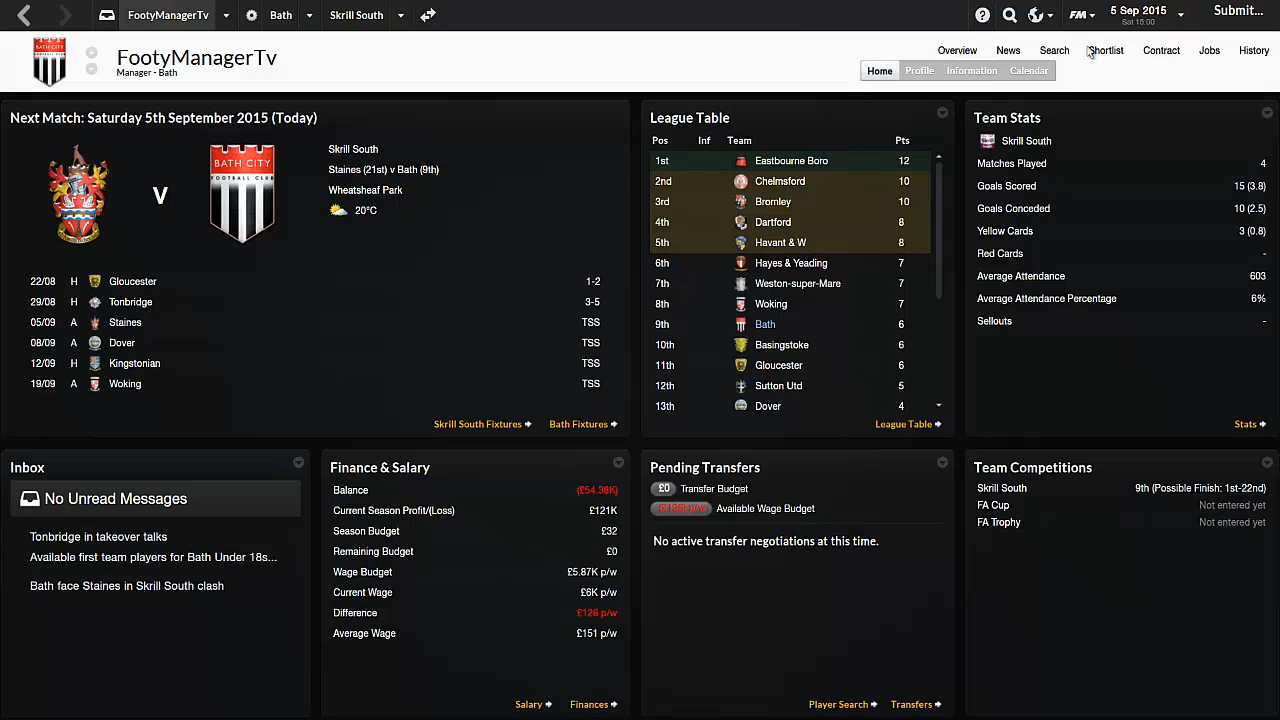 FootyManagerTv Bath Skrill South FM 5 Sep 2015 Submit...
Sat 15:00
BATH CITY
FootyManagerTv
Manager - Bath
Overview News Search Shortlist Contract Jobs History
Home Profile Information Calendar
Next Match: Saturday 5th September 2015 (Today)
V
BATH CITY
FOOTBALL CLUB
Skrill South
Staines (21st) v Bath (9th)
Wheatsheaf Park
20°C
22/08 H Gloucester 1-2
29/08 H Tonbridge 3-5
05/09 A Staines TSS
08/09 A Dover TSS
12/09 H Kingstonian TSS
19/09 A Woking TSS
Skrill South Fixtures Bath Fixtures
League Table
Pos Inf Team Pts
1st Eastbourne Boro 12
2nd Chelmsford 10
3rd Bromley 10
4th Dartford 8
5th Havant & W 8
6th Hayes & Yeading 7
7th Weston-super-Mare 7
8th Woking 7
9th Bath 6
10th Basingstoke 6
11th Gloucester 6
12th Sutton Utd 5
13th Dover 4
League Table
Team Stats
Skrill South
Matches Played 4
Goals Scored 15 (3.8)
Goals Conceded 10 (2.5)
Yellow Cards 3 (0.8)
Red Cards -
Average Attendance 603
Average Attendance Percentage 6%
Sellouts -
Stats
Inbox
No Unread Messages
Tonbridge in takeover talks
Available first team players for Bath Under 18s...
Bath face Staines in Skrill South clash
Finance & Salary
Balance (£54.38K)
Current Season Profit/(Loss) £121K
Season Budget £32
Remaining Budget £0
Wage Budget £5.87K p/w
Current Wage £6K p/w
Difference £126 p/w
Average Wage £151 p/w
Salary Finances
Pending Transfers
£0 Transfer Budget
p/w Available Wage Budget
No active transfer negotiations at this time.
Player Search Transfers
Team Competitions
Skrill South 9th (Possible Finish: 1st-22nd)
FA Cup Not entered yet
FA Trophy Not entered yet